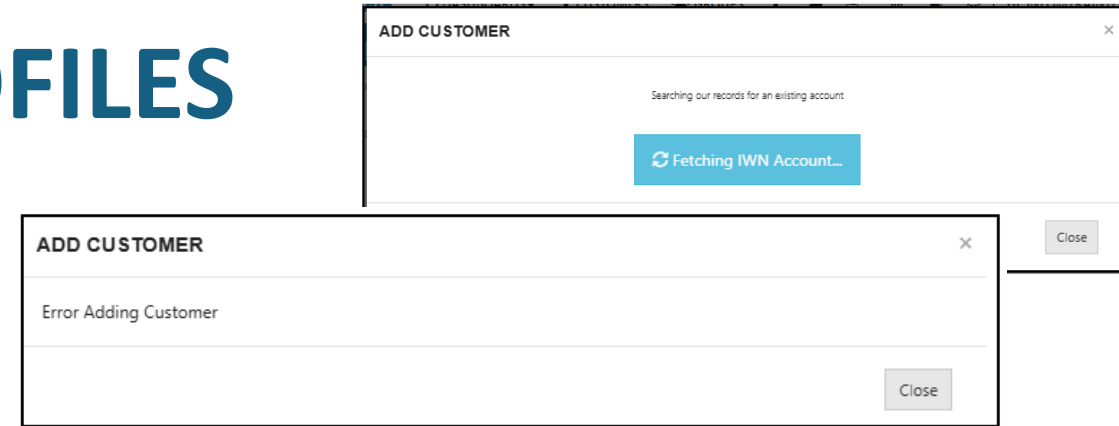 FILES
ADD CUSTOMER ×
Searching our records for an existing account
Fetching IWN Account...
Close
ADD CUSTOMER ×
Error Adding Customer
Close